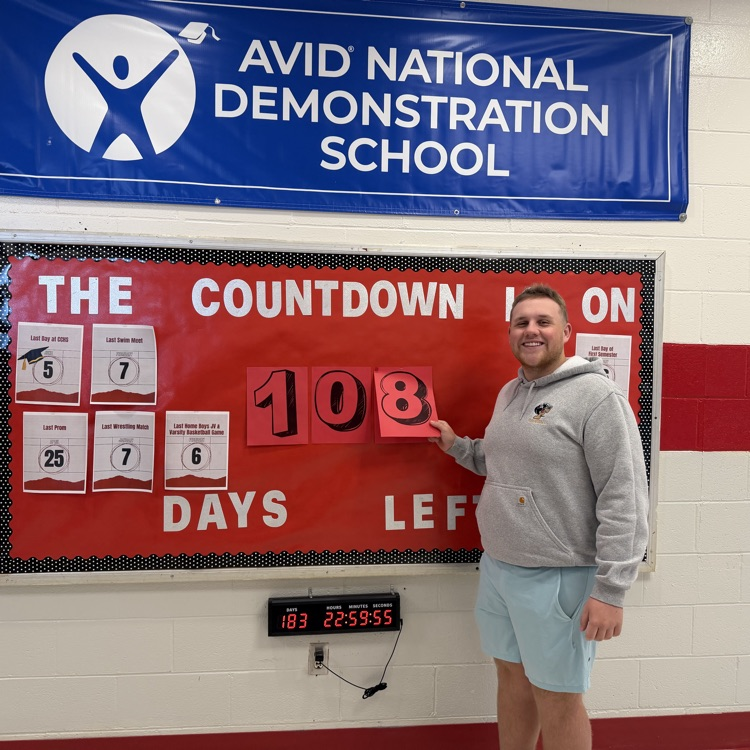 AVID® NATIONAL
DEMONSTRATION
SCHOOL
THE COUNTDOWN I ON
Last Day at CCHS
5
Last Swim Meet
7
Last Day of
First Semester
108
Last Prom
25
Last Wrestling Match
7
Last Home Boys JV &
Varsity Basketball Game
6
DAYS LEF
DAYS HOURS MINUTES SECONDS
183 22:59:55
carhartt